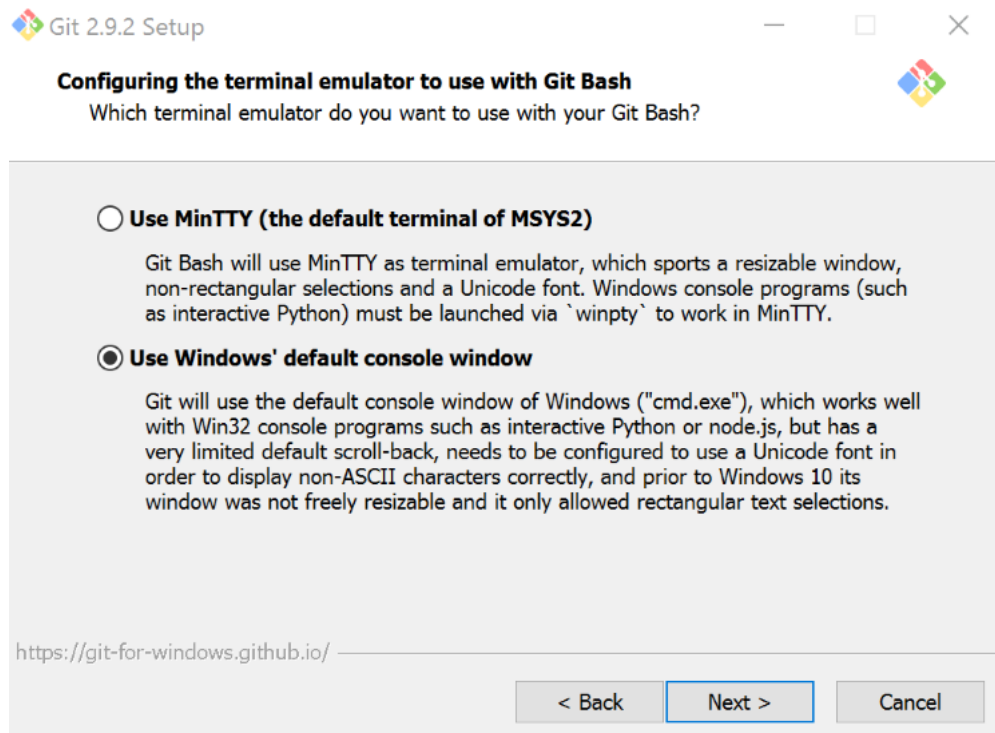 Git 2.9.2 Setup
Configuring the terminal emulator to use with Git Bash
Which terminal emulator do you want to use with your Git Bash?
Use MinTTY (the default terminal of MSYS2)
Git Bash will use MinTTY as terminal emulator, which sports a resizable window,
non-rectangular selections and a Unicode font. Windows console programs (such
as interactive Python) must be launched via `winpty` to work in MinTTY.
Use Windows' default console window
Git will use the default console window of Windows ("cmd.exe"), which works well
with Win32 console programs such as interactive Python or node.js, but has a
very limited default scroll-back, needs to be configured to use a Unicode font in
order to display non-ASCII characters correctly, and prior to Windows 10 its
window was not freely resizable and it only allowed rectangular text selections.
https://git-for-windows.github.io/
< Back Next > Cancel